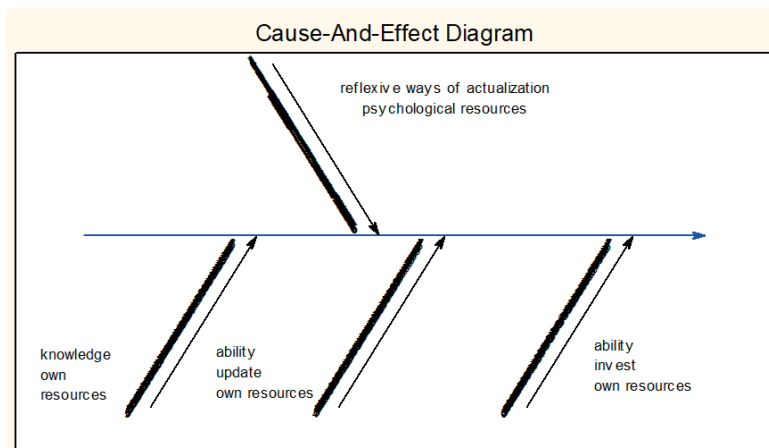 Cause-And-Effect Diagram
reflexive ways of actualization
psychological resources
knowledge
own
resources
ability
update
own resources
ability
invest
own resources